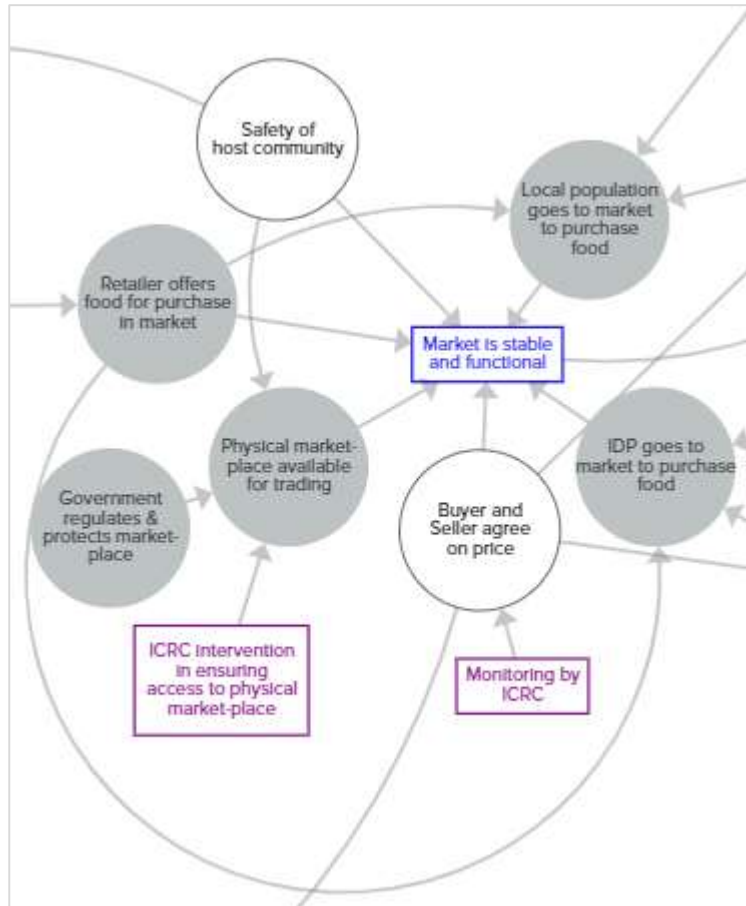 Safety of
host community
Local population
goes to market
to purchase
food
Retailer offers
food for purchase
in market
Market is stable
and functional
Physical market-
place available
for trading
IDP goes to
market to purchase
food
Government
regulates &
protects market-
place
Buyer and
Seller agree
on price
ICRC intervention
in ensuring
access to physical
market-place
Monitoring by
ICRC